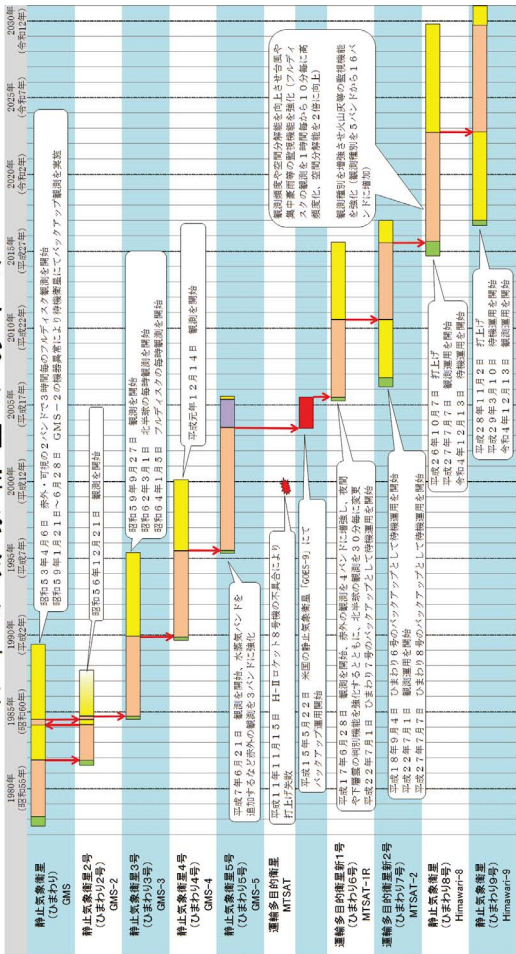 1980年
(昭和55年)
1985年
(昭和60年)
1990年
(平成2年)
1995年
(平成7年)
2000年
(平成12年)
2005年
(平成17年)
2010年
(平成22年)
2015年
(平成27年)
2020年
(令和2年)
2025年
(令和7年)
2030年
(令和12年)
静止気象衛星
(ひまわり)
GMS
昭和53年4月6日 赤外・可視の2バンドで3時間毎のフルディスク観測を開始
昭和59年1月21日~6月28日 GMS-2の機器異常により待機衛星にてバックアップ観測を実施
静止気象衛星2号
(ひまわり2号)
GMS-2
昭和56年12月21日 観測を開始
静止気象衛星3号
(ひまわり3号)
GMS-3
昭和59年9月27日 観測を開始
昭和62年3月1日 北半球の毎時観測を開始
昭和64年1月5日 フルディスクの毎時観測を開始
静止気象衛星4号
(ひまわり4号)
GMS-4
平成元年12月14日 観測を開始
静止気象衛星5号
(ひまわり5号)
GMS-5
平成7年6月21日 観測を開始、水蒸気バンドを
追加するなど赤外の観測を3バンドに強化
運輸多目的衛星
MTSAT
平成11年11月15日 H-Ⅱロケット8号機の不具合により
打上げ失敗
平成15年5月22日 米国の静止気象衛星「GOES-9」にて
バックアップ運用開始
運輸多目的衛星新1号
(ひまわり6号)
MTSAT-1R
平成17年6月28日 観測を開始、赤外の観測を4バンドに増強し、夜間
や下層雲の判別機能を強化するとともに、北半球の観測を30分毎に変更
平成22年7月1日 ひまわり7号のバックアップとして待機運用を開始
運輸多目的衛星新2号
(ひまわり7号)
MTSAT-2
平成18年9月4日 ひまわり6号のバックアップとして待機運用を開始
平成22年7月1日 観測運用を開始
平成27年7月7日 ひまわり8号のバックアップとして待機運用を開始
静止気象衛星
(ひまわり8号)
Himawari-8
観測頻度や空間分解能を向上させ台風や
集中豪雨等の監視機能を強化(フルディ
スクの観測を1時間毎から10分毎に高
頻度化、空間分解能を2倍に向上)
観測種別を増強させ火山灰等の監視機能
を強化(観測種別を5バンドから16バ
ンドに増加)
平成26年10月7日 打上げ
平成27年7月7日 観測運用を開始
令和4年12月13日 待機運用を開始
静止気象衛星
(ひまわり9号)
Himawari-9
平成28年11月2日 打上げ
平成29年3月10日 待機運用を開始
令和4年12月13日 観測運用を開始